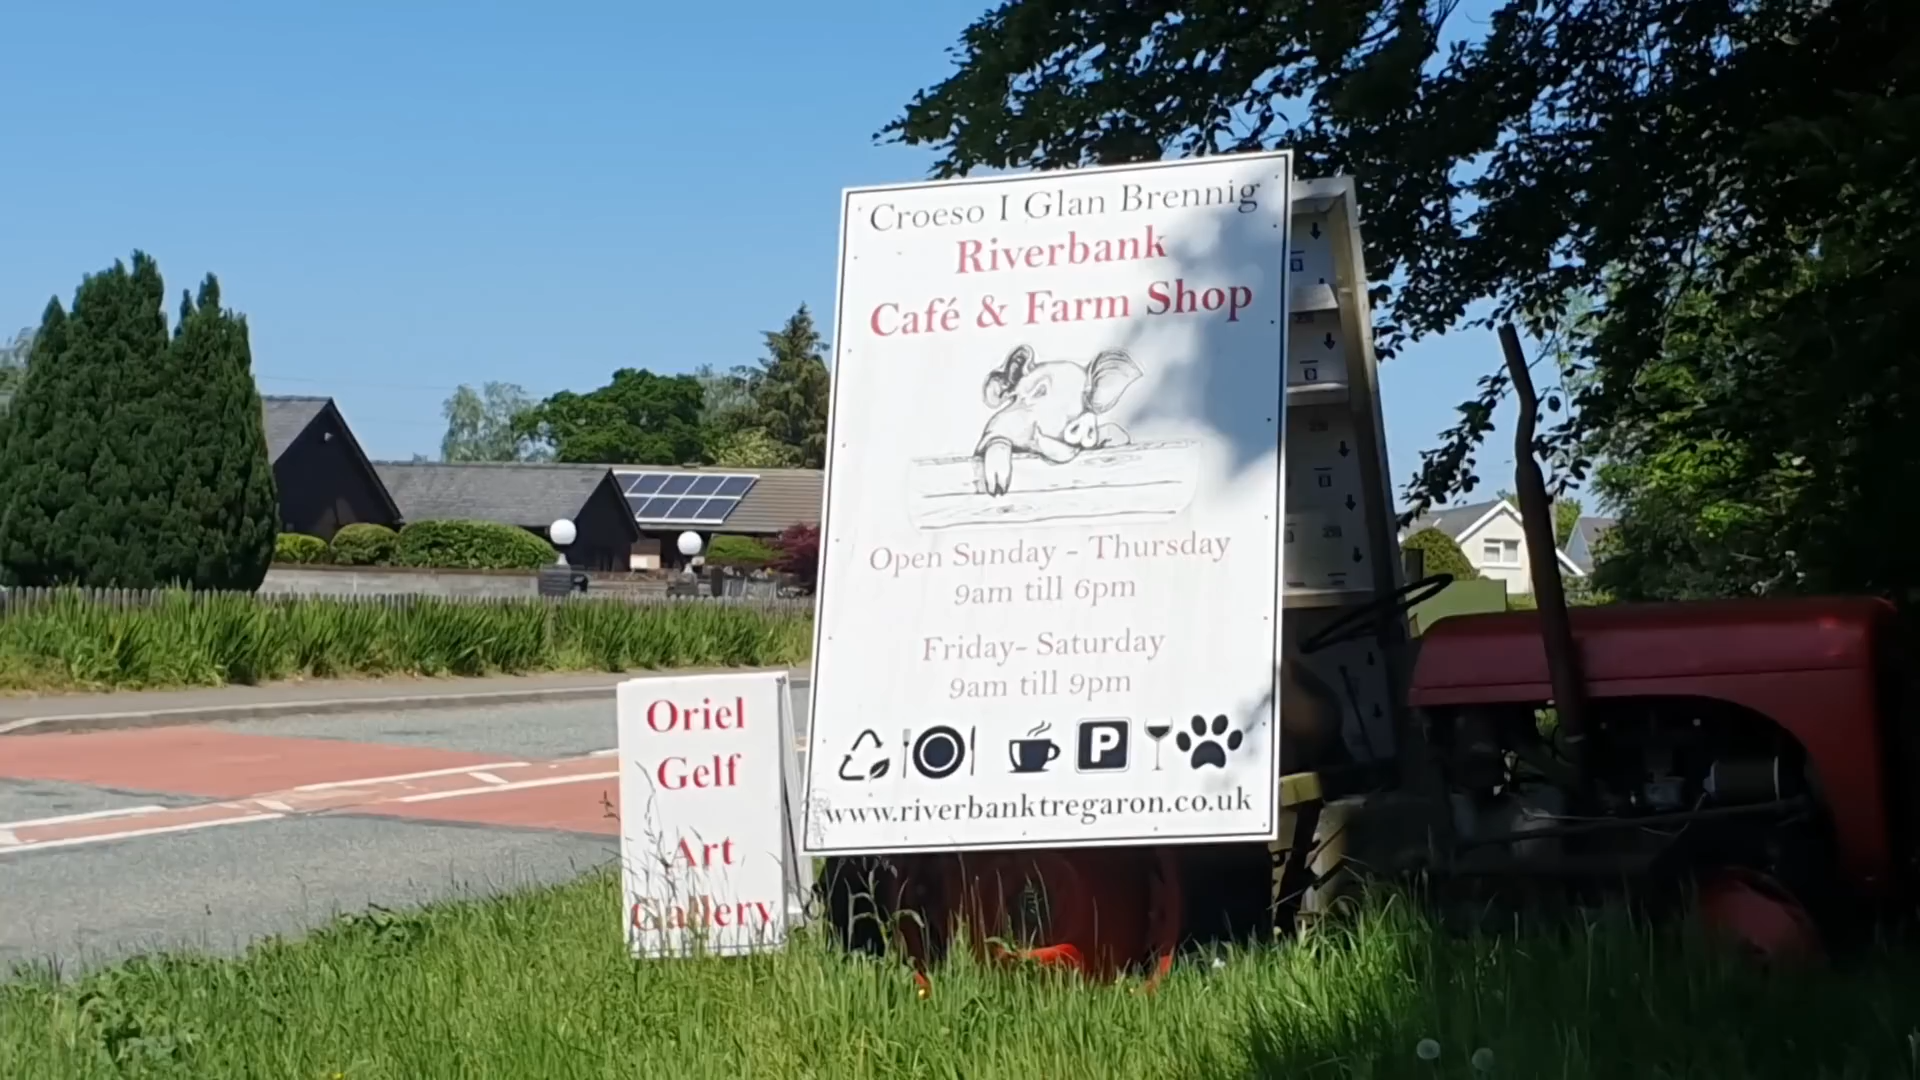 Croeso I Glan Brennig
Riverbank
Café & Farm Shop
Open Sunday - Thursday
9am till 6pm
Friday- Saturday
9am till 9pm
P
www.riverbanktregaron.co.uk
Oriel
Gelf
Art
Gallery